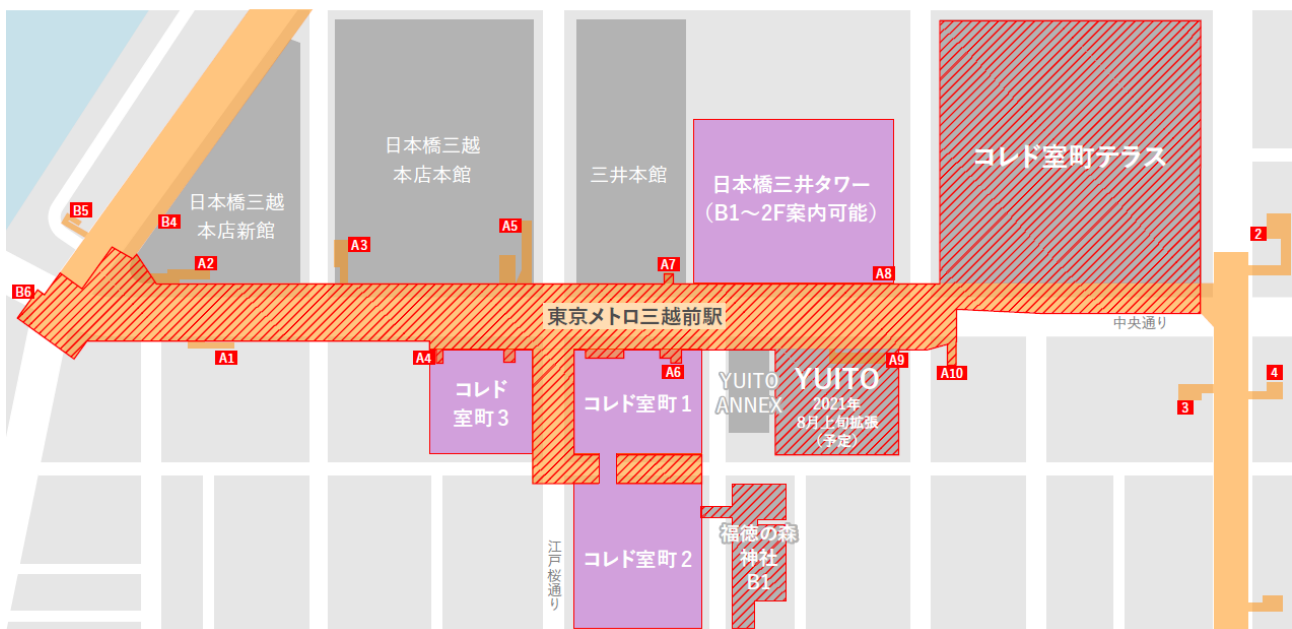 コレド室町テラス
日本橋三越
本店本館
三井本館
日本橋三井タワー
（B1～2F案内可能）
日本橋三越
本店新館
B5
B4
A2
A3
A5
A7
A8
2
B6
東京メトロ三越前駅
中央通り
A1
A4
A6
A9
A10
4
3
コレド
室町3
コレド室町1
YUITO
ANNEX
YUITO
2021年
8月上旬拡張
（予定）
コレド室町2
福徳の森
神社
B1
江戸桜通り